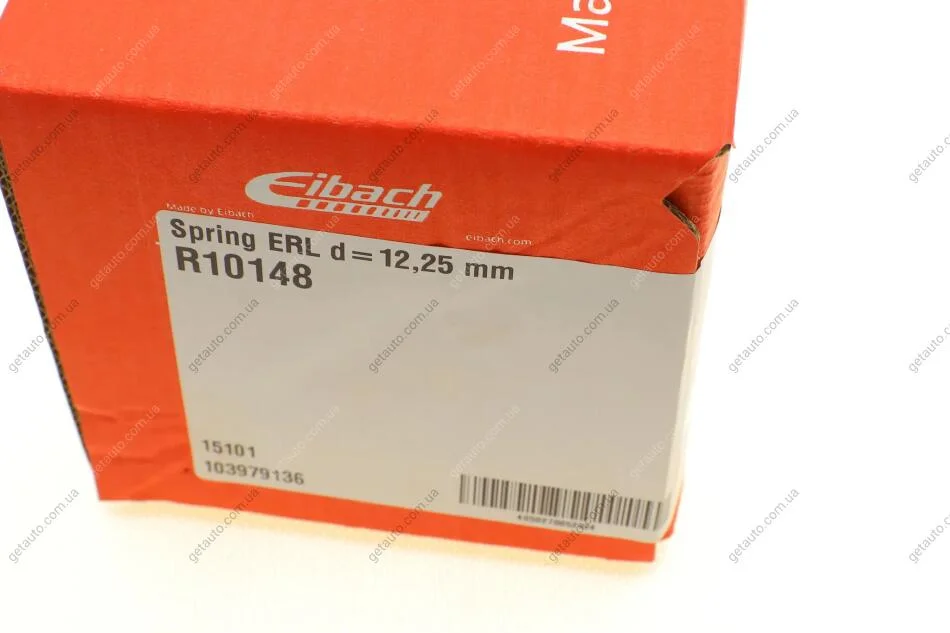 Ma
Eibach
Made by Eibach
eibach.com
Spring ERL d=12,25 mm
R10148
15101
103979136
getauto.com.ua